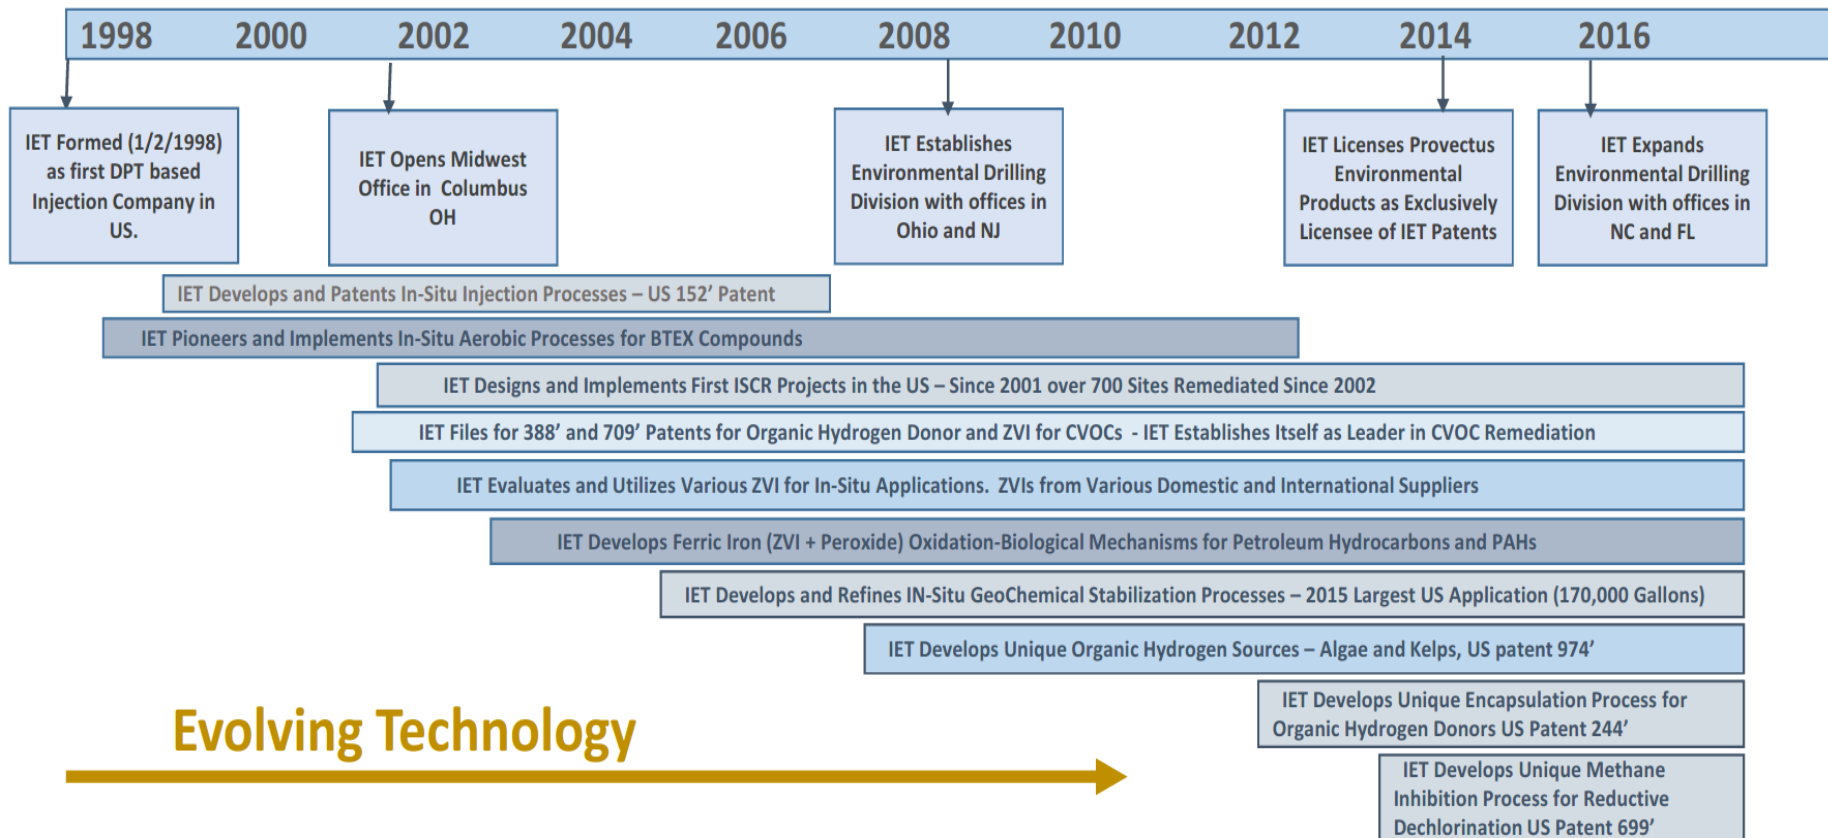 1998 2000 2002 2004 2006 2008 2010 2012 2014 2016
IET Formed (1/2/1998)
as first DPT based
Injection Company in
US.
IET Opens Midwest
Office in Columbus
OH
IET Establishes
Environmental Drilling
Division with offices in
Ohio and NJ
IET Licenses Provectus
Environmental
Products as Exclusively
Licensee of IET Patents
IET Expands
Environmental Drilling
Division with offices in
NC and FL
IET Develops and Patents In-Situ Injection Processes – US 152’ Patent
IET Pioneers and Implements In-Situ Aerobic Processes for BTEX Compounds
IET Designs and Implements First ISCR Projects in the US – Since 2001 over 700 Sites Remediated Since 2002
IET Files for 388’ and 709’ Patents for Organic Hydrogen Donor and ZVI for CVOCs - IET Establishes Itself as Leader in CVOC Remediation
IET Evaluates and Utilizes Various ZVI for In-Situ Applications. ZVIs from Various Domestic and International Suppliers
IET Develops Ferric Iron (ZVI + Peroxide) Oxidation-Biological Mechanisms for Petroleum Hydrocarbons and PAHs
IET Develops and Refines IN-Situ GeoChemical Stabilization Processes – 2015 Largest US Application (170,000 Gallons)
IET Develops Unique Organic Hydrogen Sources – Algae and Kelps, US patent 974’
IET Develops Unique Encapsulation Process for
Organic Hydrogen Donors US Patent 244’
IET Develops Unique Methane
Inhibition Process for Reductive
Dechlorination US Patent 699’
Evolving Technology